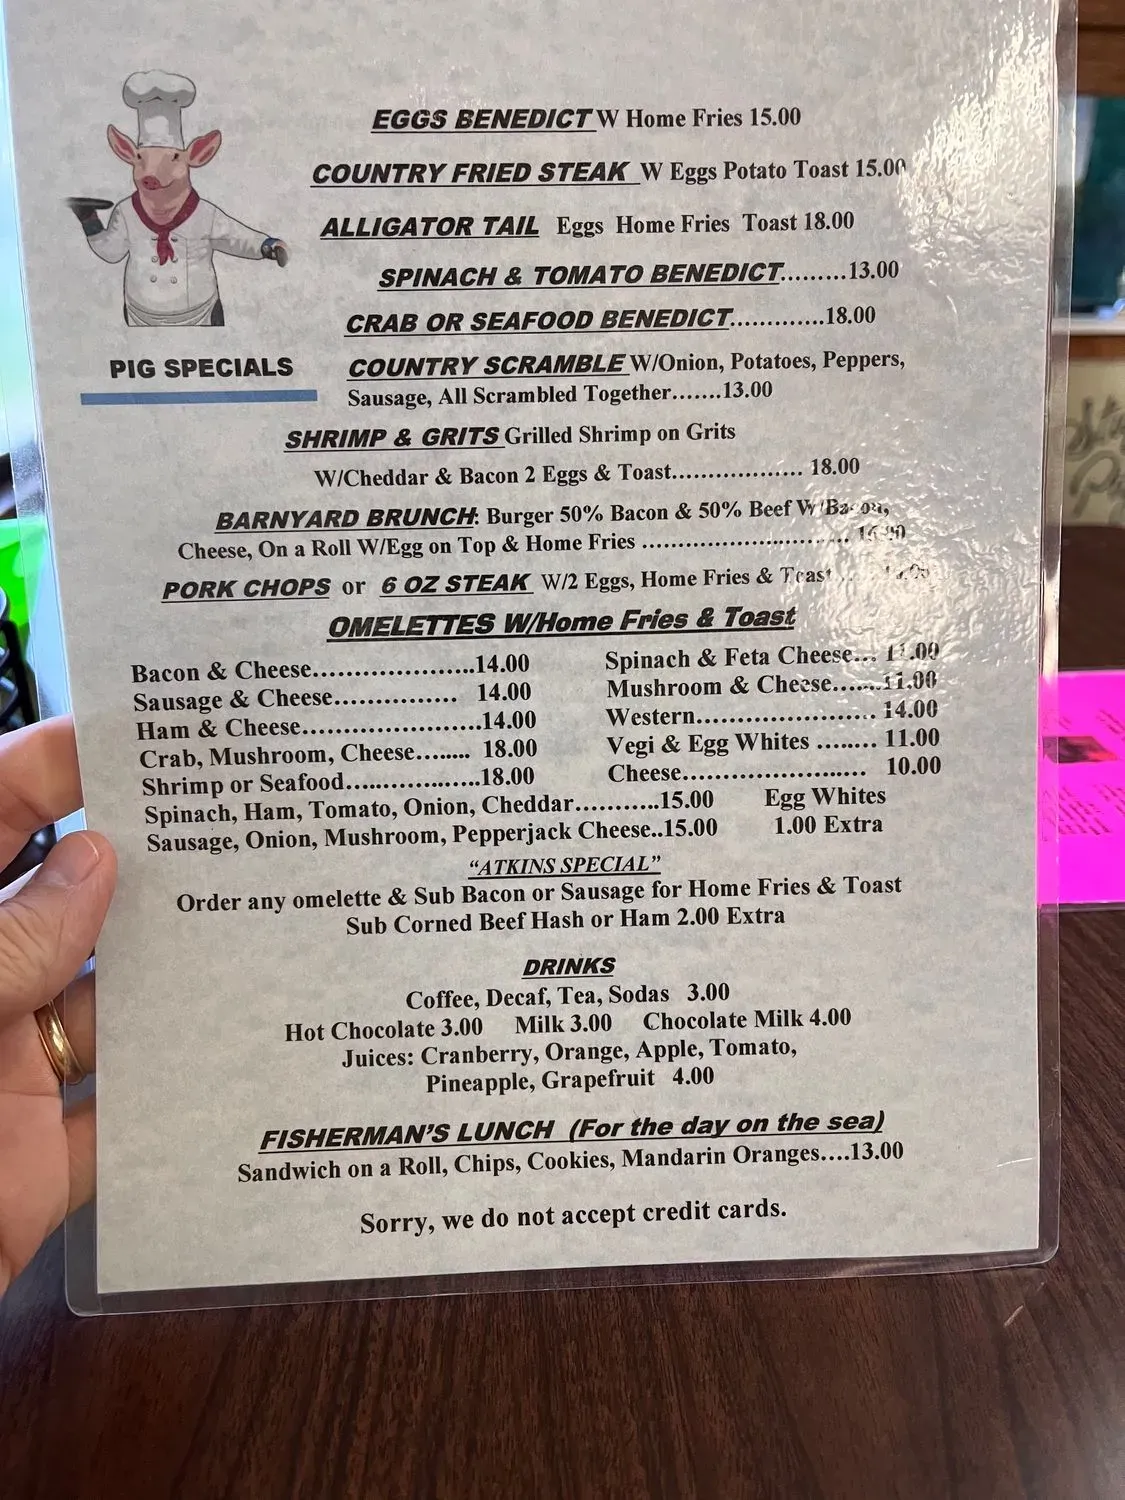 EGGS BENEDICT W Home Fries 15.00
COUNTRY FRIED STEAK W Eggs Potato Toast 15.00
ALLIGATOR TAIL Eggs Home Fries Toast 18.00
SPINACH & TOMATO BENEDICT.........13.00
CRAB OR SEAFOOD BENEDICT.............18.00
PIG SPECIALS
COUNTRY SCRAMBLE W/Onion, Potatoes, Peppers,
Sausage, All Scrambled Together.......13.00
SHRIMP & GRITS Grilled Shrimp on Grits
W/Cheddar & Bacon 2 Eggs & Toast.................. 18.00
BARNYARD BRUNCH: Burger 50% Bacon & 50% Beef W/Bacon,
Cheese, On a Roll W/Egg on Top & Home Fries ..............................
PORK CHOPS or 6 OZ STEAK W/2 Eggs, Home Fries & Toast
OMELETTES W/Home Fries & Toast
Bacon & Cheese.....................14.00
Sausage & Cheese................ 14.00
Ham & Cheese.......................14.00
Crab, Mushroom, Cheese........ 18.00
Shrimp or Seafood.................18.00
Spinach, Ham, Tomato, Onion, Cheddar...........15.00
Sausage, Onion, Mushroom, Pepperjack Cheese..15.00
Spinach & Feta Cheese... 11.00
Mushroom & Cheese.......11.00
Western....................... 14.00
Vegi & Egg Whites ........ 11.00
Cheese....................... 10.00
Egg Whites
1.00 Extra
“ATKINS SPECIAL”
Order any omelette & Sub Bacon or Sausage for Home Fries & Toast
Sub Corned Beef Hash or Ham 2.00 Extra
DRINKS
Coffee, Decaf, Tea, Sodas 3.00
Hot Chocolate 3.00 Milk 3.00 Chocolate Milk 4.00
Juices: Cranberry, Orange, Apple, Tomato,
Pineapple, Grapefruit 4.00
FISHERMAN’S LUNCH (For the day on the sea)
Sandwich on a Roll, Chips, Cookies, Mandarin Oranges....13.00
Sorry, we do not accept credit cards.